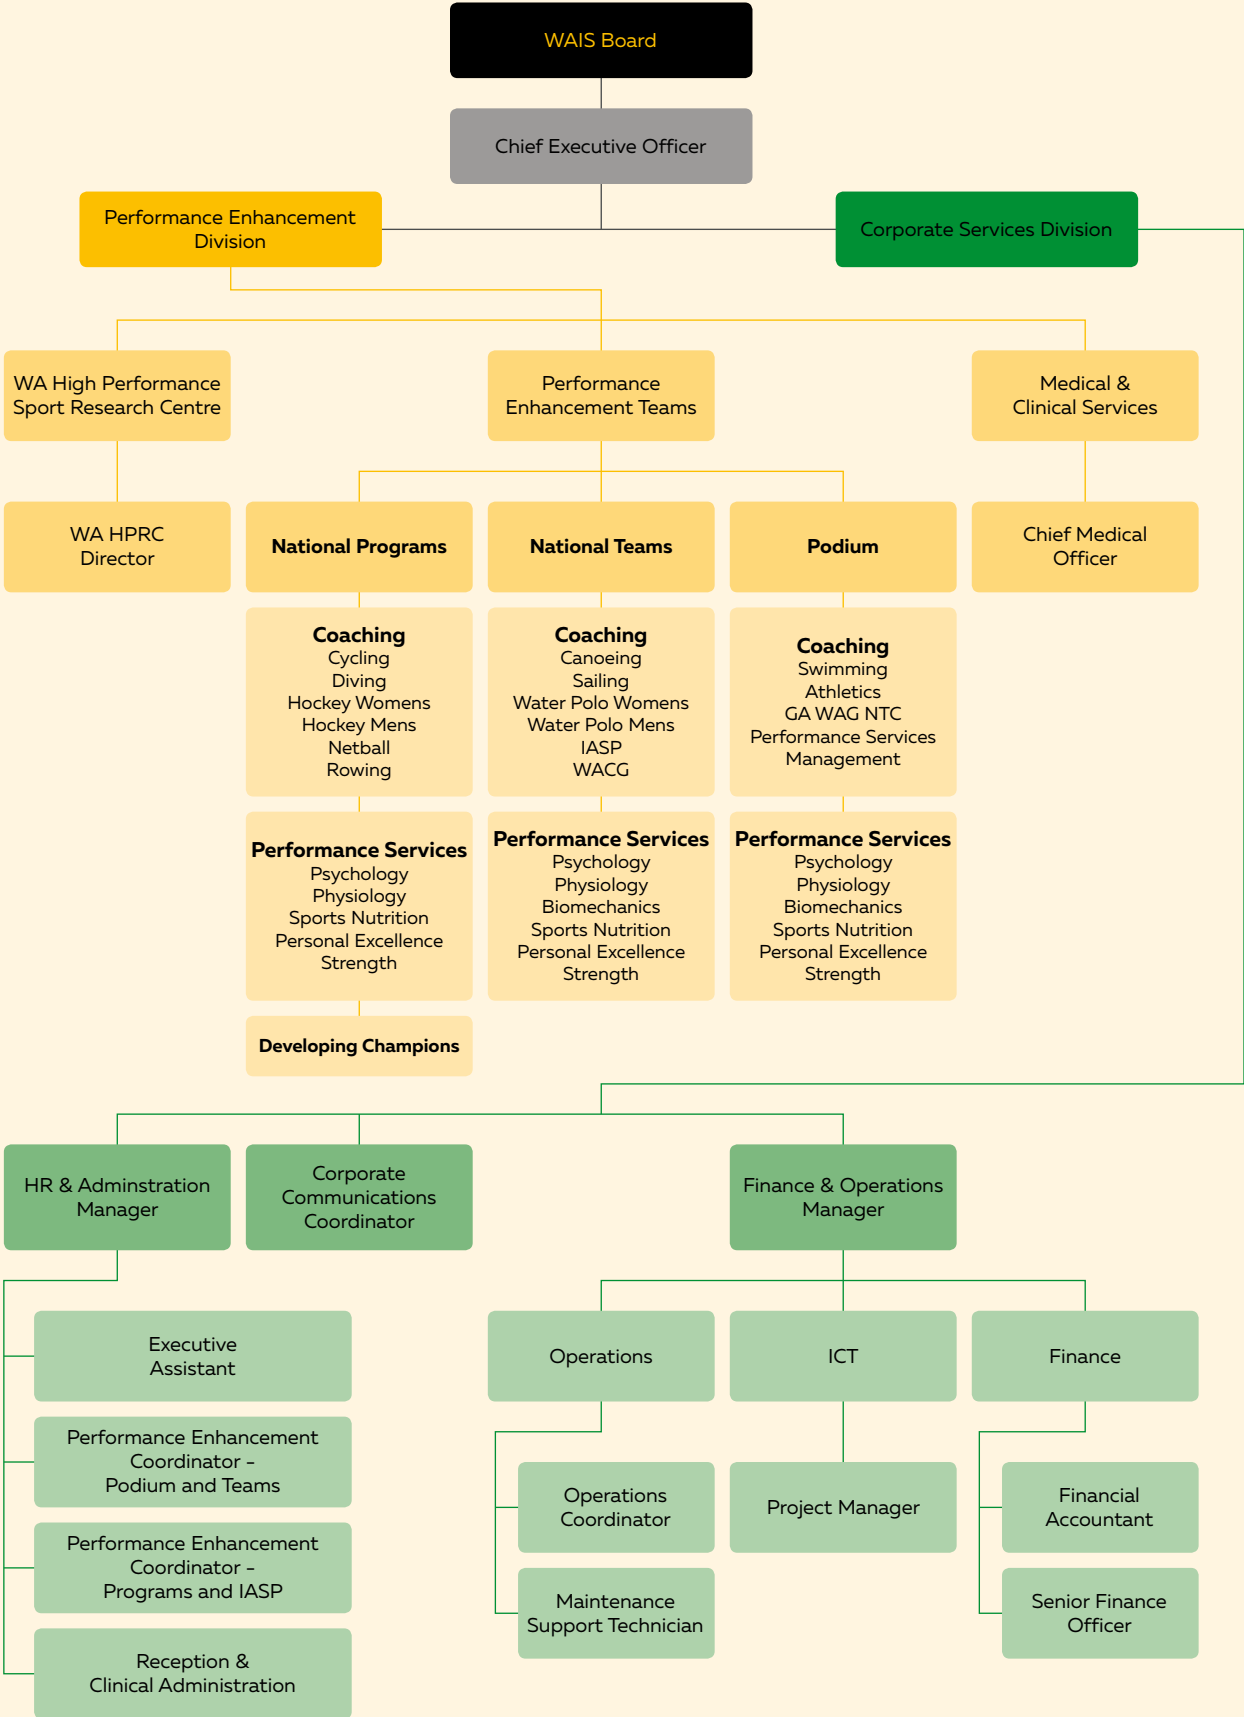 WAIS Board
Chief Executive Officer
Performance Enhancement
Division
Corporate Services Division
WA High Performance
Sport Research Centre
Performance
Enhancement Teams
Medical &
Clinical Services
WA HPRC
Director
National Programs
National Teams
Podium
Chief Medical
Officer
Coaching
Cycling
Diving
Hockey Womens
Hockey Mens
Netball
Rowing
Coaching
Canoeing
Sailing
Water Polo Womens
Water Polo Mens
IASP
WACG
Coaching
Swimming
Athletics
GA WAG NTC
Performance Services
Management
Performance Services
Psychology
Physiology
Sports Nutrition
Personal Excellence
Strength
Performance Services
Psychology
Physiology
Biomechanics
Sports Nutrition
Personal Excellence
Strength
Performance Services
Psychology
Physiology
Biomechanics
Sports Nutrition
Personal Excellence
Strength
Developing Champions
HR & Adminstration
Manager
Corporate
Communications
Coordinator
Finance & Operations
Manager
Executive
Assistant
Performance Enhancement
Coordinator -
Podium and Teams
Performance Enhancement
Coordinator -
Programs and IASP
Reception &
Clinical Administration
Operations
ICT
Finance
Operations
Coordinator
Project Manager
Financial
Accountant
Maintenance
Support Technician
Senior Finance
Officer